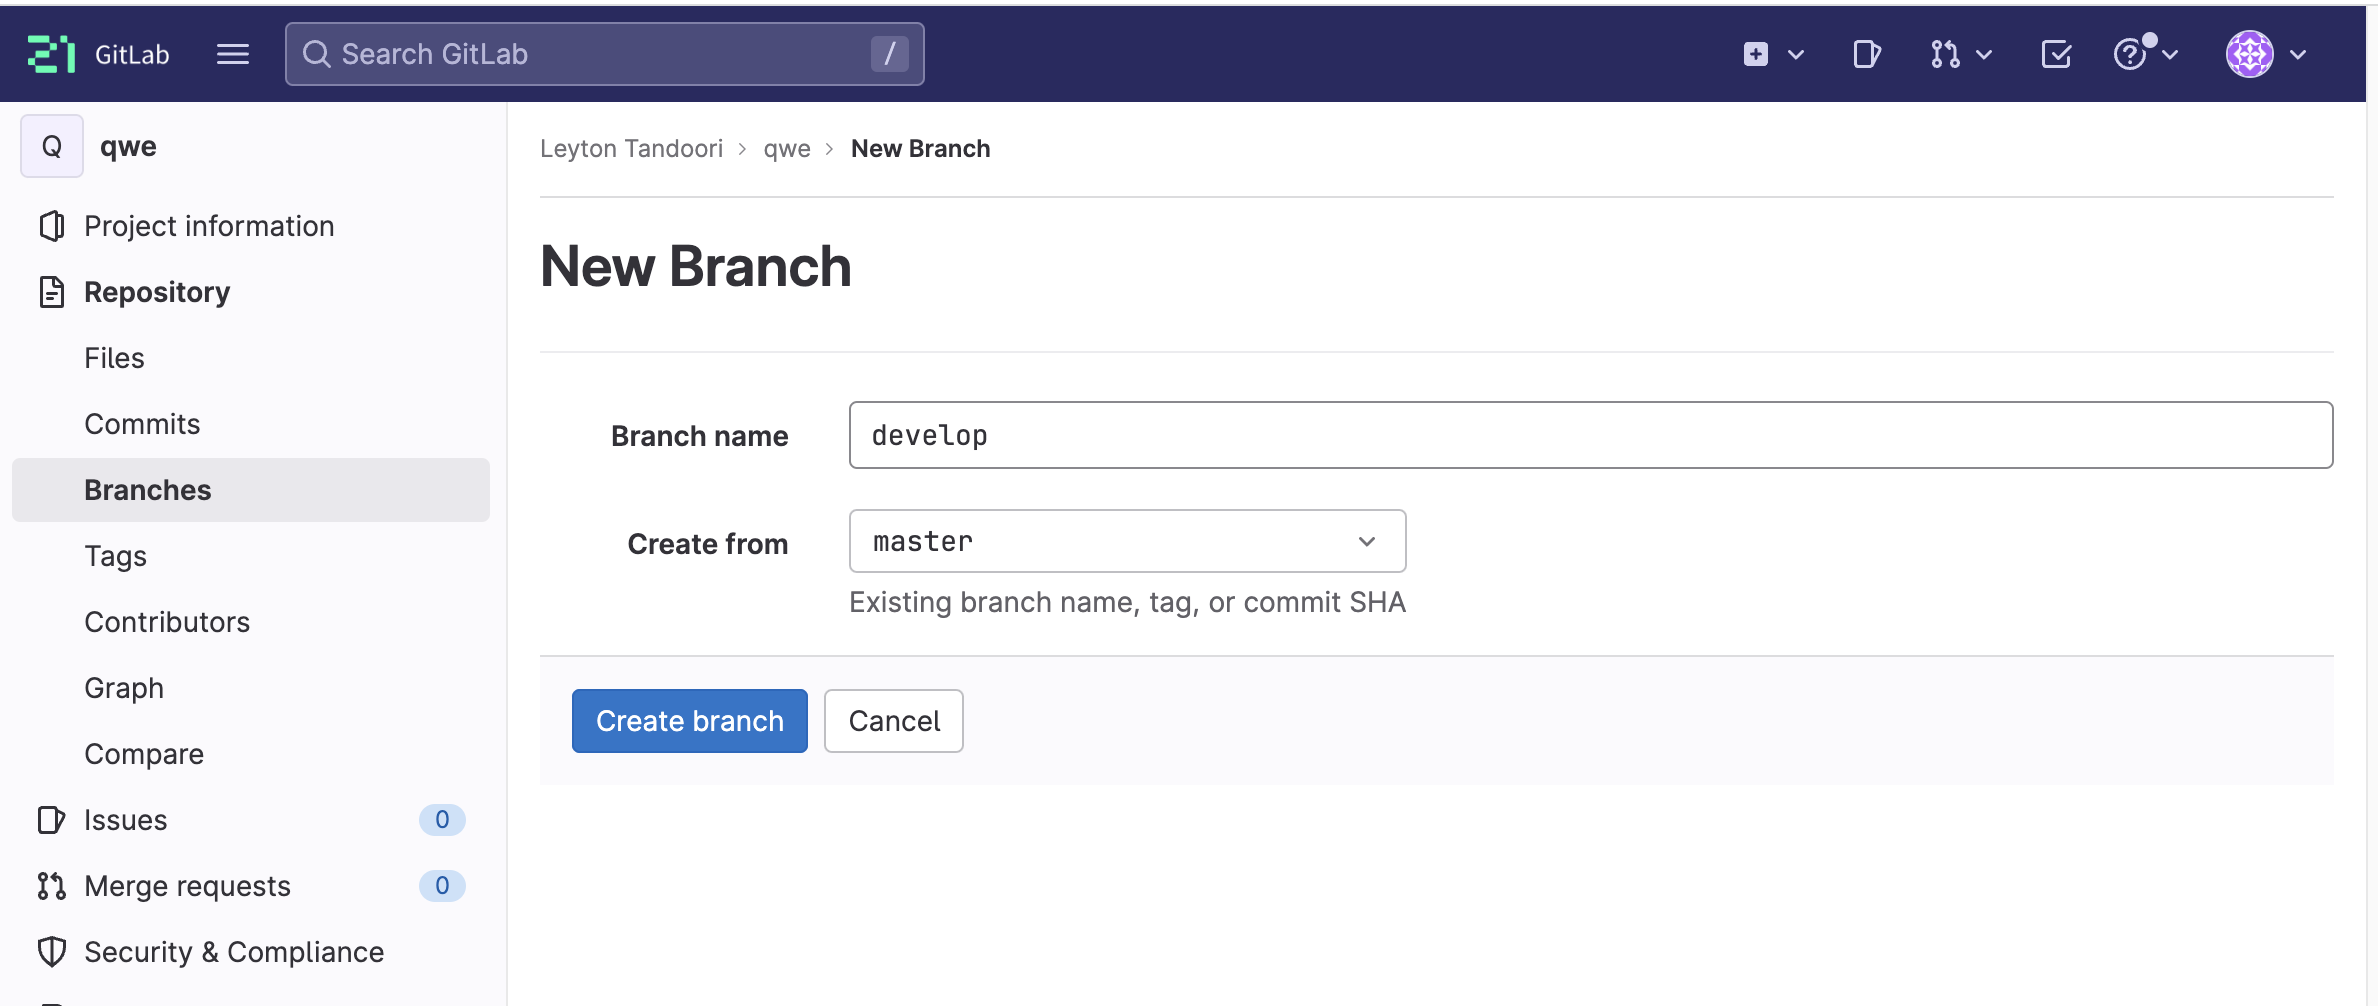 21 GitLab
Search GitLab
/
Q qwe
Project information
Repository
Files
Commits
Branches
Tags
Contributors
Graph
Compare
Issues 0
Merge requests 0
Security & Compliance
Leyton Tandoori > qwe > New Branch
New Branch
Branch name develop
Create from master
Existing branch name, tag, or commit SHA
Create branch Cancel